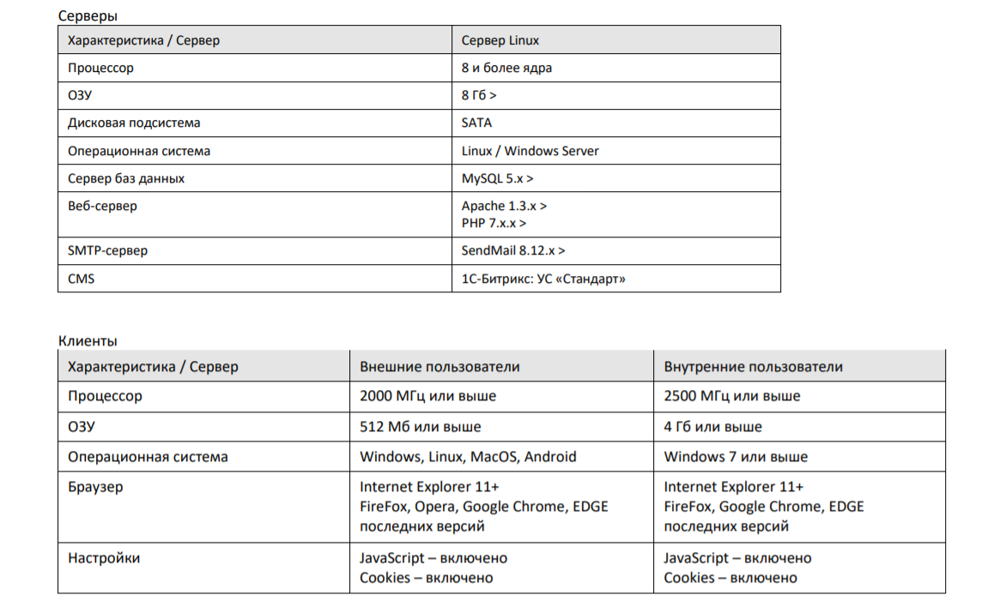 Серверы
Характеристика / Сервер
Сервер Linux
Процессор
8 и более ядра
ОЗУ
8 Гб >
Дисковая подсистема
SATA
Операционная система
Linux / Windows Server
Сервер баз данных
MySQL 5.x >
Веб-сервер
Apache 1.3.x >
PHP 7.x.x >
SMTP-сервер
SendMail 8.12.x >
CMS
1С-Битрикс: УС «Стандарт»
Клиенты
Характеристика / Сервер
Внешние пользователи
Внутренние пользователи
Процессор
2000 МГц или выше
2500 МГц или выше
ОЗУ
512 Мб или выше
4 Гб или выше
Операционная система
Windows, Linux, MacOS, Android
Windows 7 или выше
Браузер
Internet Explorer 11+
FireFox, Opera, Google Chrome, EDGE
последних версий
Internet Explorer 11+
FireFox, Google Chrome, EDGE
последних версий
Настройки
JavaScript – включено
Cookies – включено
JavaScript – включено
Cookies – включено